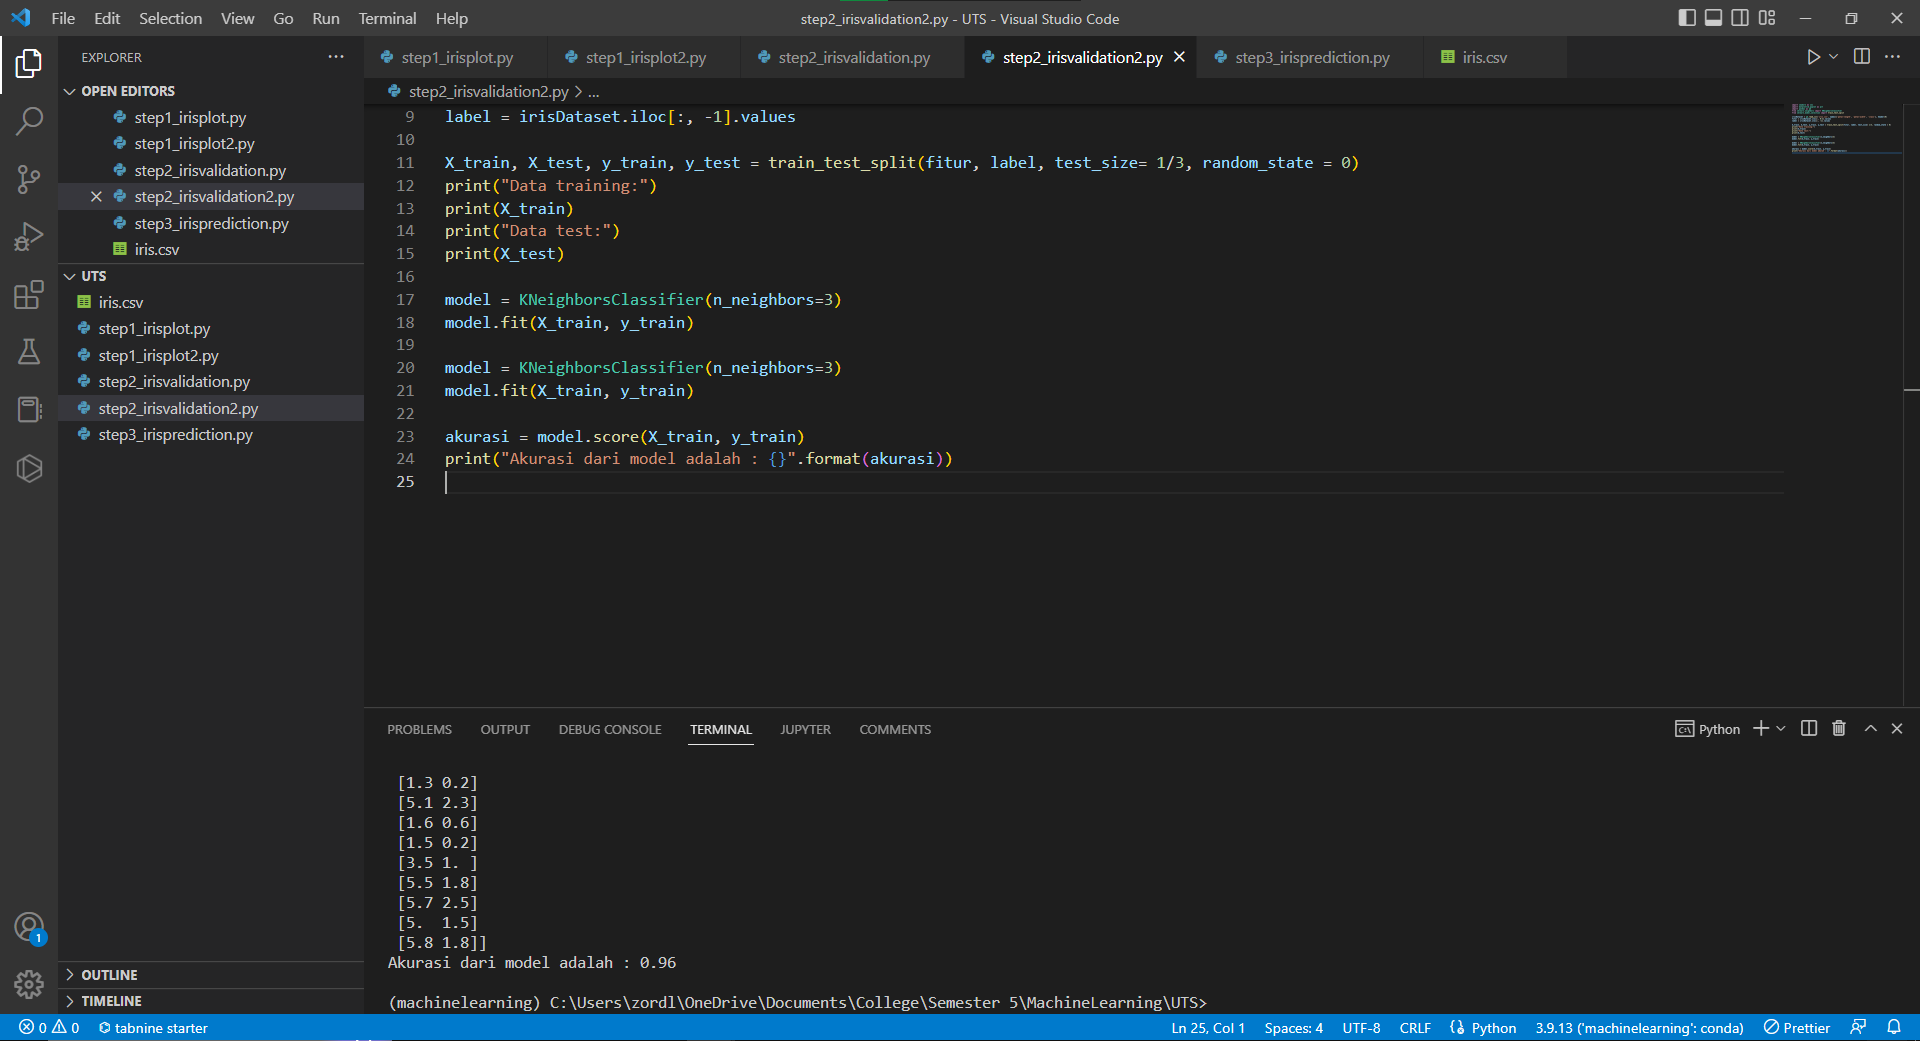 File Edit Selection View Go Run Terminal Help
step2_irisvalidation2.py - UTS - Visual Studio Code
EXPLORER
OPEN EDITORS
step1_irisplot.py
step1_irisplot2.py
step2_irisvalidation.py
step2_irisvalidation2.py
step3_irisprediction.py
iris.csv
UTS
iris.csv
step1_irisplot.py
step1_irisplot2.py
step2_irisvalidation.py
step2_irisvalidation2.py
step3_irisprediction.py
1
OUTLINE
TIMELINE
step1_irisplot.py step1_irisplot2.py step2_irisvalidation.py step2_irisvalidation2.py step3_irisprediction.py iris.csv
step2_irisvalidation2.py > ...
9 label = irisDataset.iloc[:, -1].values
10
11 X_train, X_test, y_train, y_test = train_test_split(fitur, label, test_size= 1/3, random_state = 0)
12 print("Data training:")
13 print(X_train)
14 print("Data test:")
15 print(X_test)
16
17 model = KNeighborsClassifier(n_neighbors=3)
18 model.fit(X_train, y_train)
19
20 model = KNeighborsClassifier(n_neighbors=3)
21 model.fit(X_train, y_train)
22
23 akurasi = model.score(X_train, y_train)
24 print("Akurasi dari model adalah : {}".format(akurasi))
25
PROBLEMS OUTPUT DEBUG CONSOLE TERMINAL JUPYTER COMMENTS
Python
[1.3 0.2]
[5.1 2.3]
[1.6 0.6]
[1.5 0.2]
[3.5 1. ]
[5.5 1.8]
[5.7 2.5]
[5.  1.5]
[5.8 1.8]]
Akurasi dari model adalah : 0.96
(machinelearning) C:\Users\zordl\OneDrive\Documents\College\Semester 5\MachineLearning\UTS>
0 0 tabnine starter
Ln 25, Col 1 Spaces: 4 UTF-8 CRLF Python 3.9.13 ('machinelearning': conda) Prettier